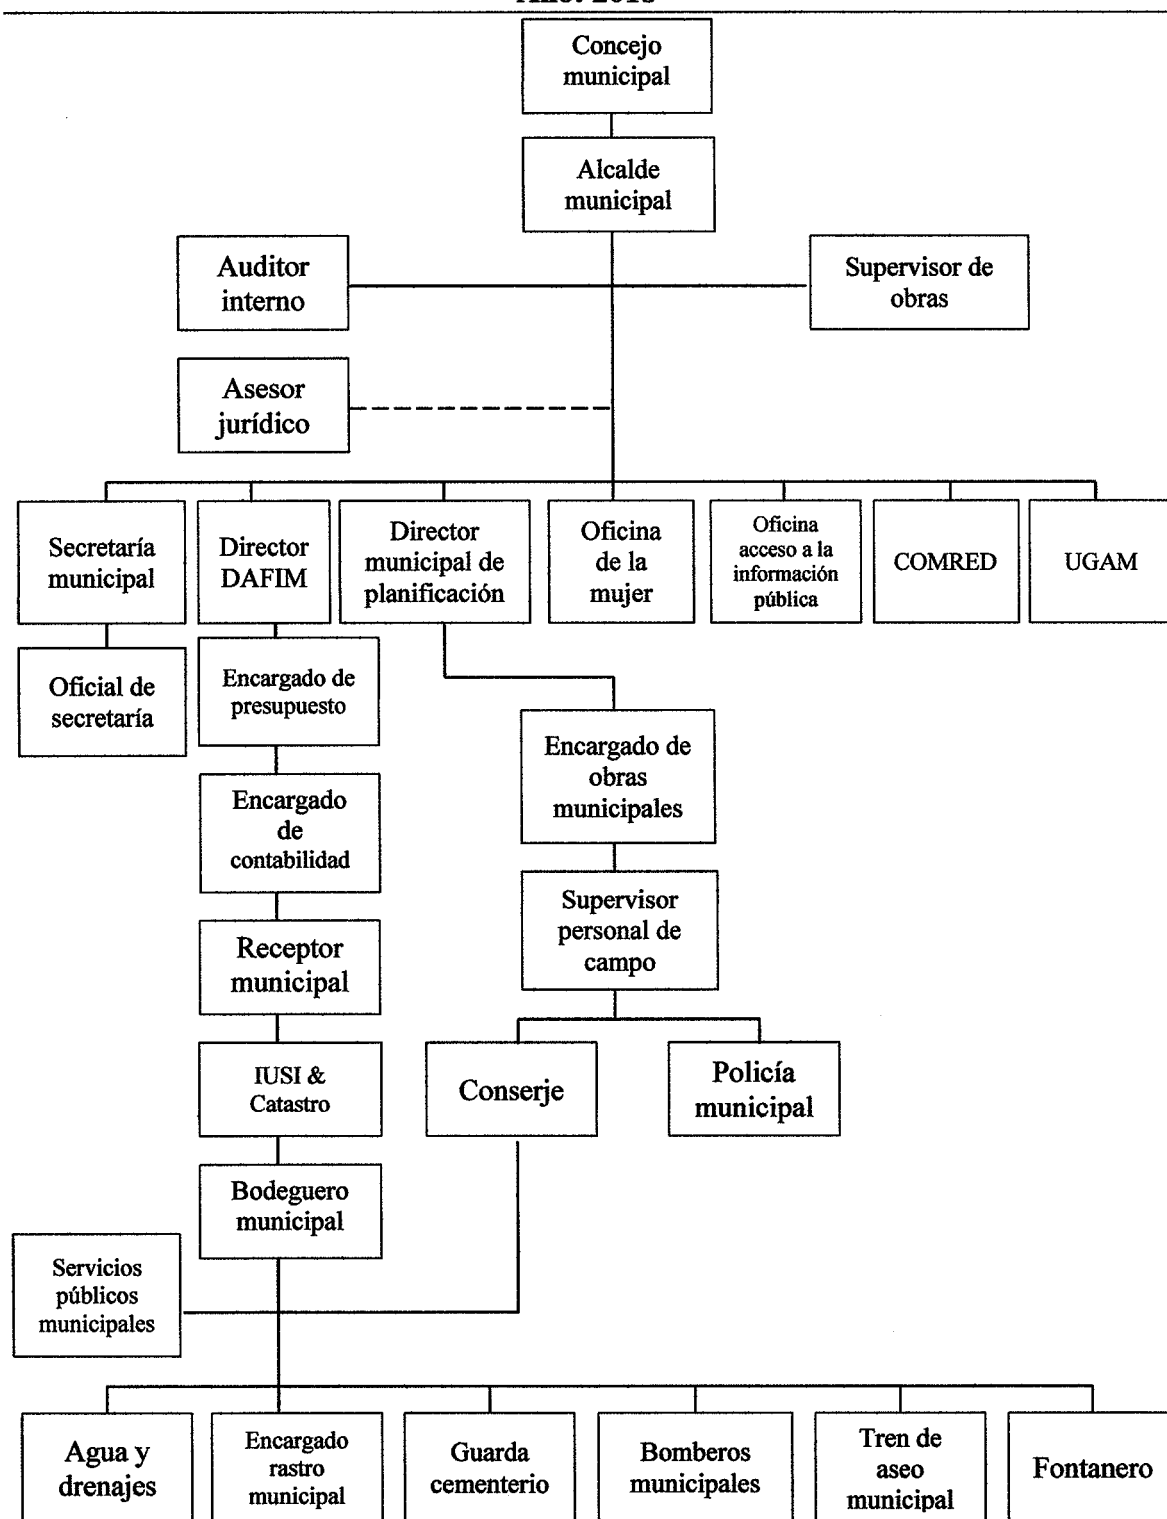 Concejo
municipal
Alcalde
municipal
Auditor
interno
Supervisor de
obras
Asesor
jurídico
Secretaría
municipal
Director
DAFIM
Director
municipal de
planificación
Oficina
de la
mujer
Oficina
acceso a la
información
pública
COMRED
UGAM
Oficial de
secretaría
Encargado de
presupuesto
Encargado de
obras
municipales
Encargado
de
contabilidad
Supervisor
personal de
campo
Receptor
municipal
IUSI &
Catastro
Conserje
Policía
municipal
Bodeguero
municipal
Servicios
públicos
municipales
Agua y
drenajes
Encargado
rastro
municipal
Guarda
cementerio
Bomberos
municipales
Tren de
aseo
municipal
Fontanero